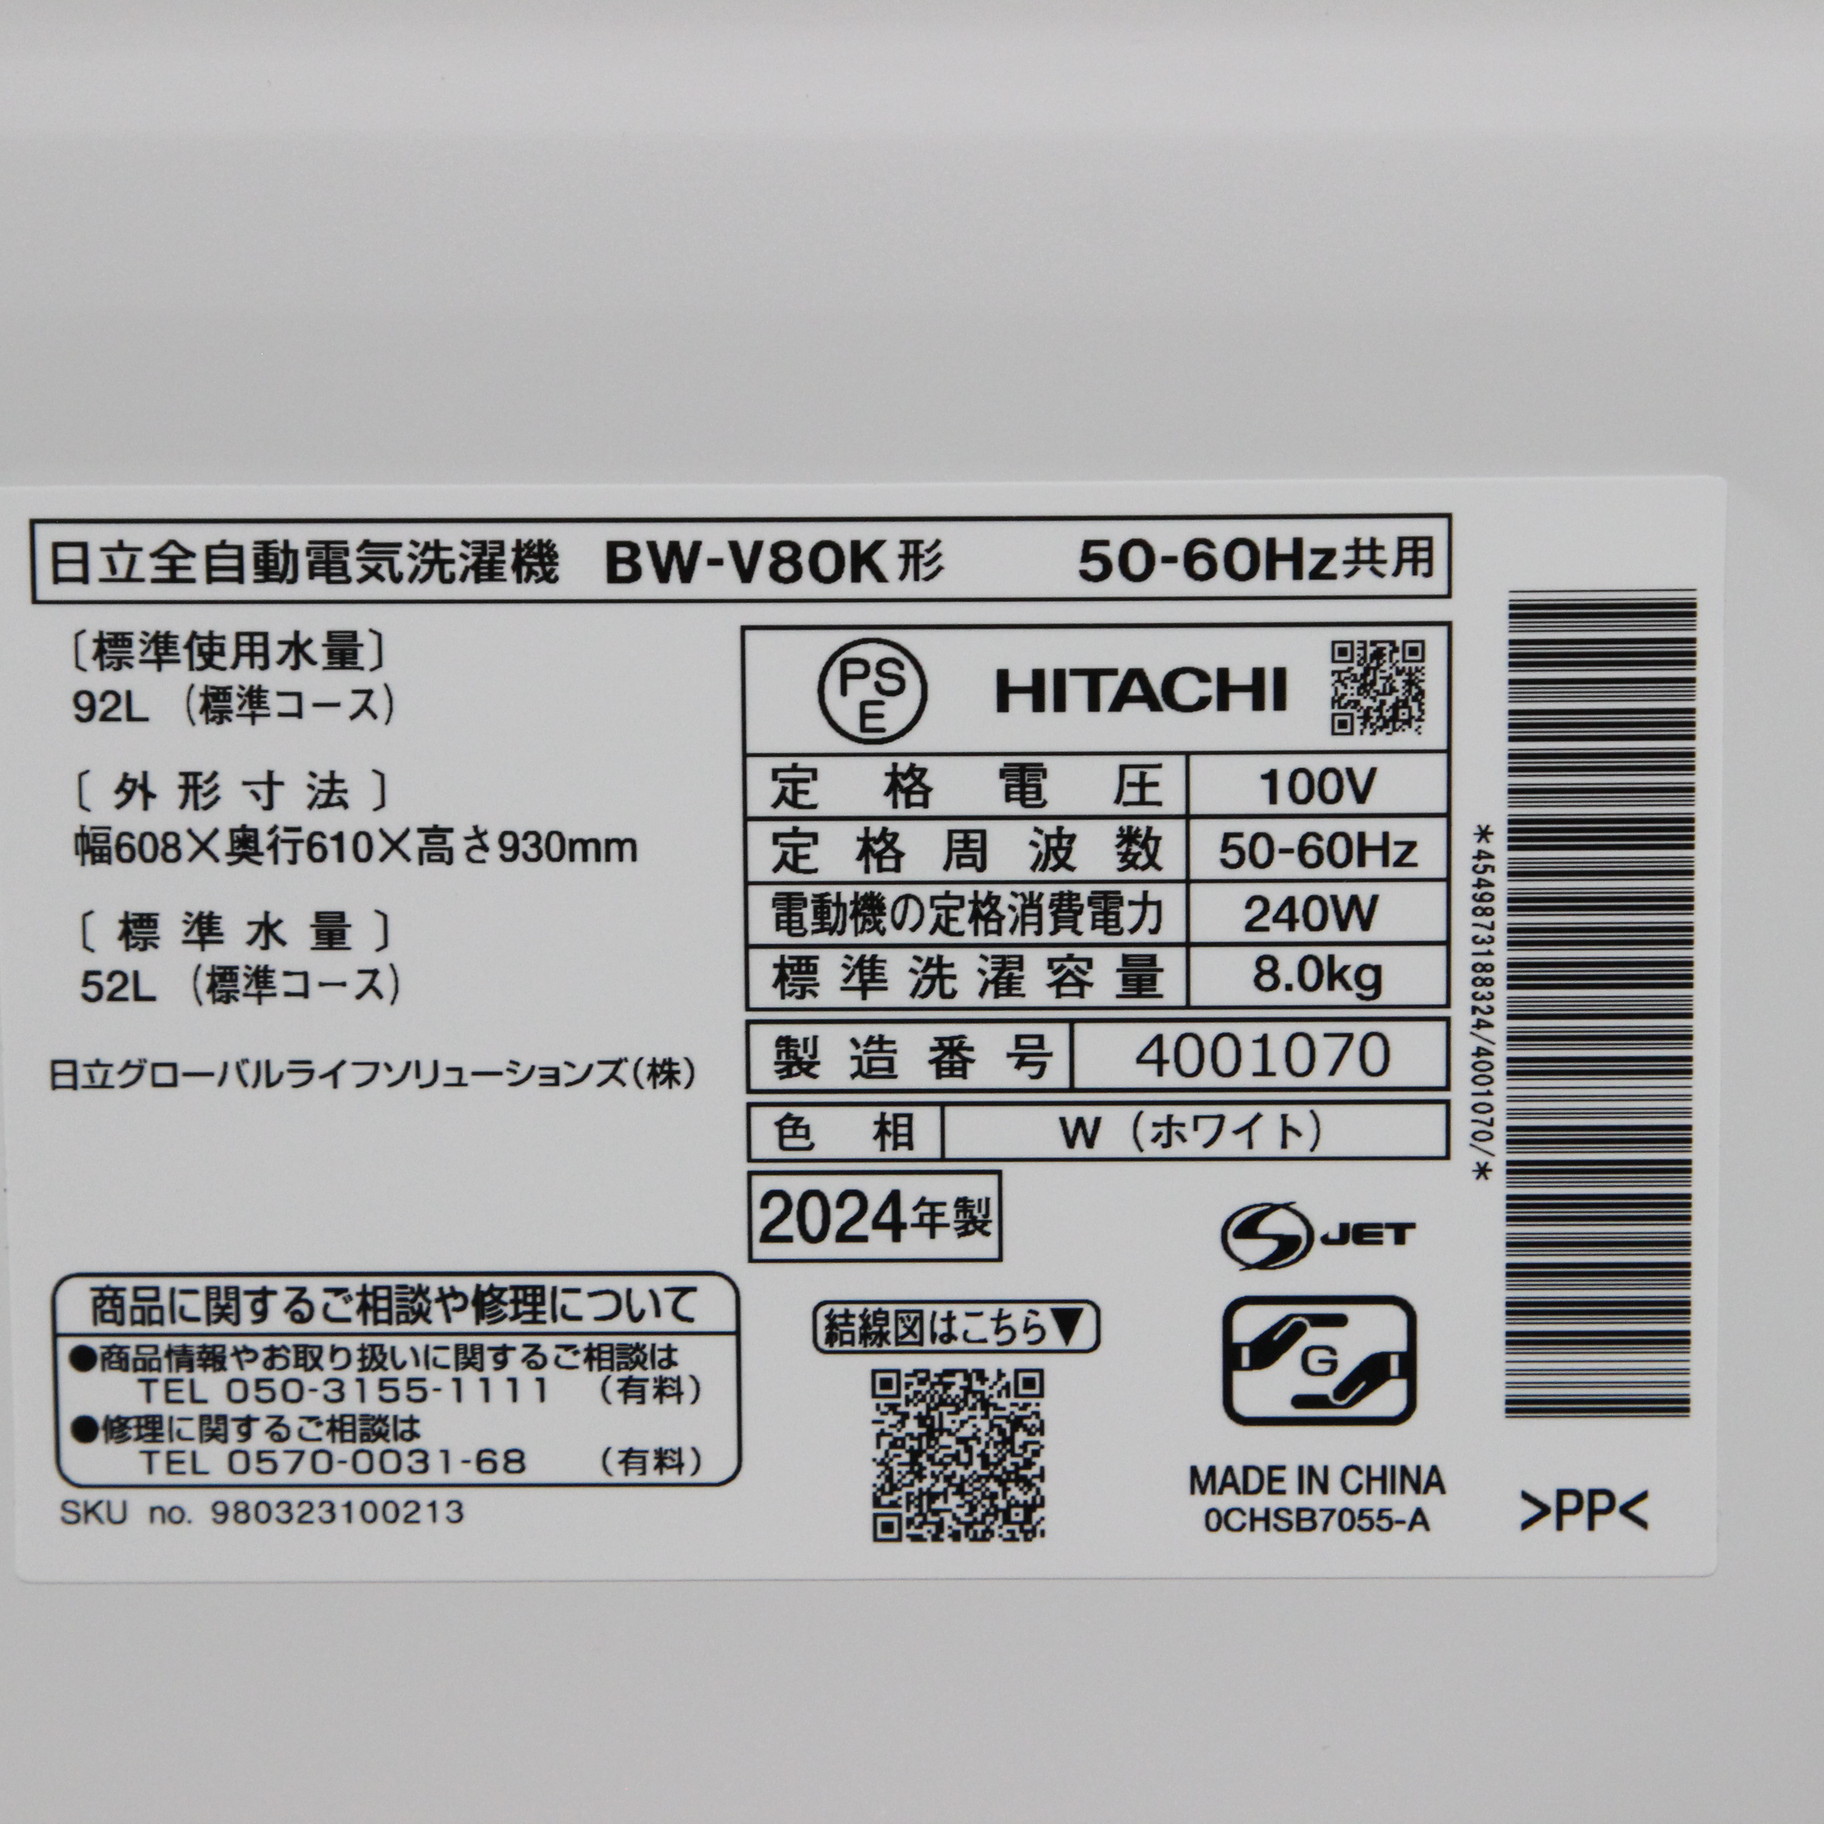 日立全自動電気洗濯機 BW-V80K形 50-60Hz共用
〔標準使用水量〕
92L (標準コース)
〔外形寸法〕
幅608×奥行610×高さ930mm
〔標準水量〕
52L (標準コース)
日立グローバルライフソリューションズ(株)
PS
E
HITACHI
定格電圧 100V
定格周波数 50-60Hz
電動機の定格消費電力 240W
標準洗濯容量 8.0kg
製造番号 4001070
色相 W (ホワイト)
2024年製
S JET
結線図はこちら▼
G
MADE IN CHINA
0CHSB7055-A
商品に関するご相談や修理について
●商品情報やお取り扱いに関するご相談は
TEL 050-3155-1111 (有料)
●修理に関するご相談は
TEL 0570-0031-68 (有料)
SKU no. 980323100213
*4549873188324/4001070/*
>PP<